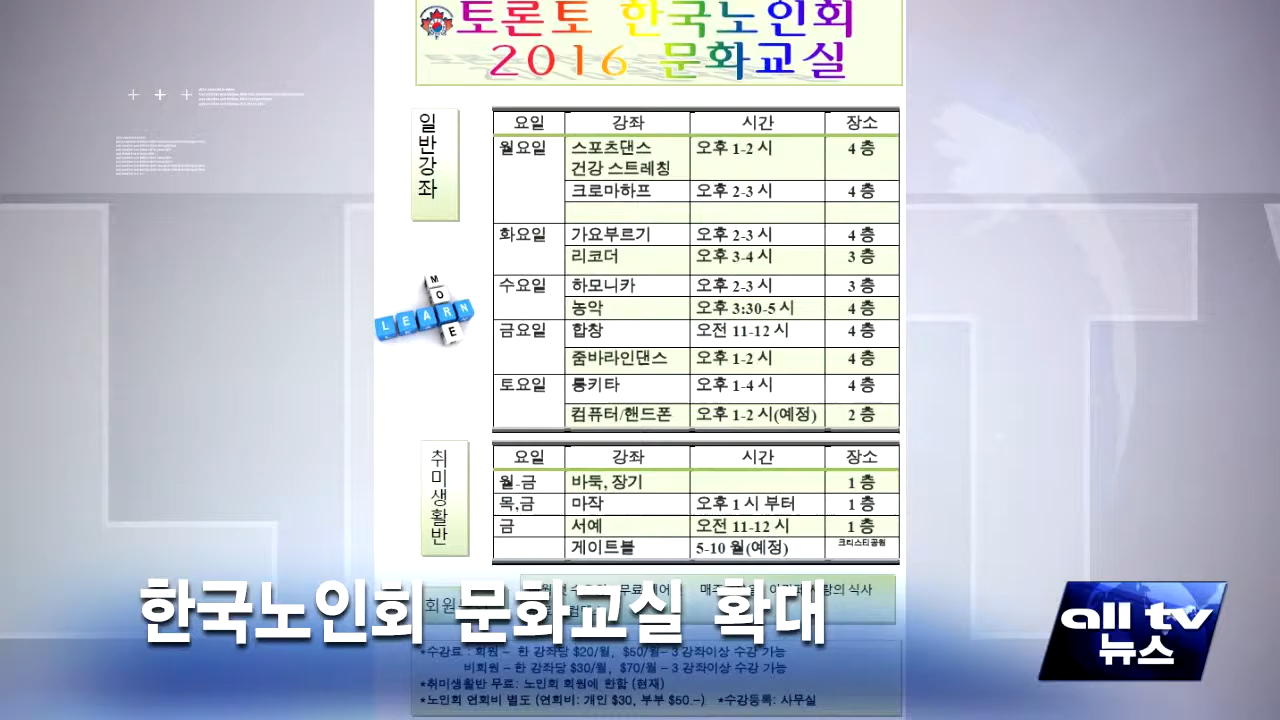 토론토 한국노인회
2016 문화교실
일반강좌
요일 강좌 시간 장소
월요일 스포츠댄스 건강 스트레칭 오후 1-2 시 4 층
크로마하프 오후 2-3 시 4 층
화요일 가요부르기 오후 2-3 시 4 층
리코더 오후 3-4 시 3 층
수요일 하모니카 오후 2-3 시 3 층
농악 오후 3:30-5 시 4 층
금요일 합창 오전 11-12 시 4 층
줌바라인댄스 오후 1-2 시 4 층
토요일 통키타 오후 1-4 시 4 층
컴퓨터/핸드폰 오후 1-2 시(예정) 2 층
MORE
LEARN
취미생활반
요일 강좌 시간 장소
월-금 바둑, 장기 1 층
목,금 마작 오후 1 시 부터 1 층
금 서예 오전 11-12 시 1 층
게이트볼 5-10 월(예정) 크리스티공원
회원
식사
한국노인회 문화교실 확대
*수강료 : 회원 – 한 강좌당 $20/월, $50/월– 3 강좌이상 수강 가능
비회원 – 한 강좌당 $30/월, $70/월 – 3 강좌이상 수강 가능
*취미생활반 무료: 노인회 회원에 한함 (현재)
*노인회 연회비 별도 (연회비: 개인 $30, 부부 $50.-) *수강등록: 사무실
all tv
뉴스